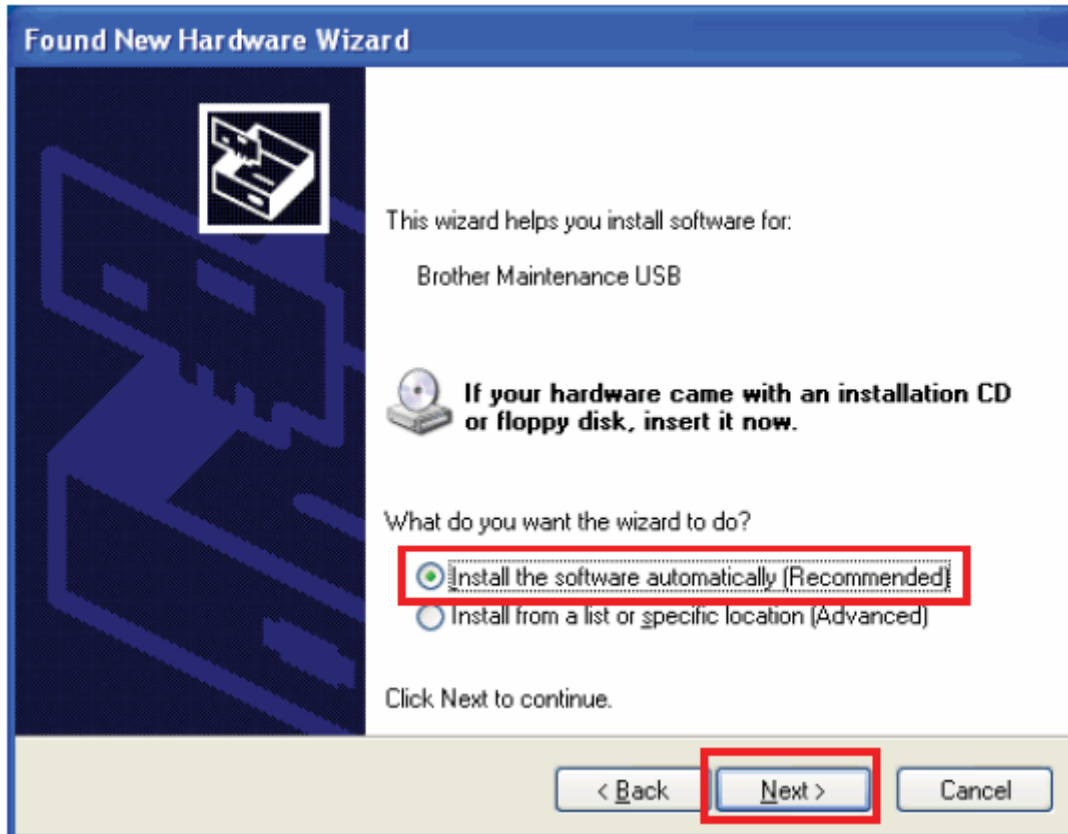 Found New Hardware Wizard
This wizard helps you install software for:
Brother Maintenance USB
If your hardware came with an installation CD
or floppy disk, insert it now.
What do you want the wizard to do?
Install the software automatically (Recommended)
Install from a list or specific location (Advanced)
Click Next to continue.
< Back Next > Cancel